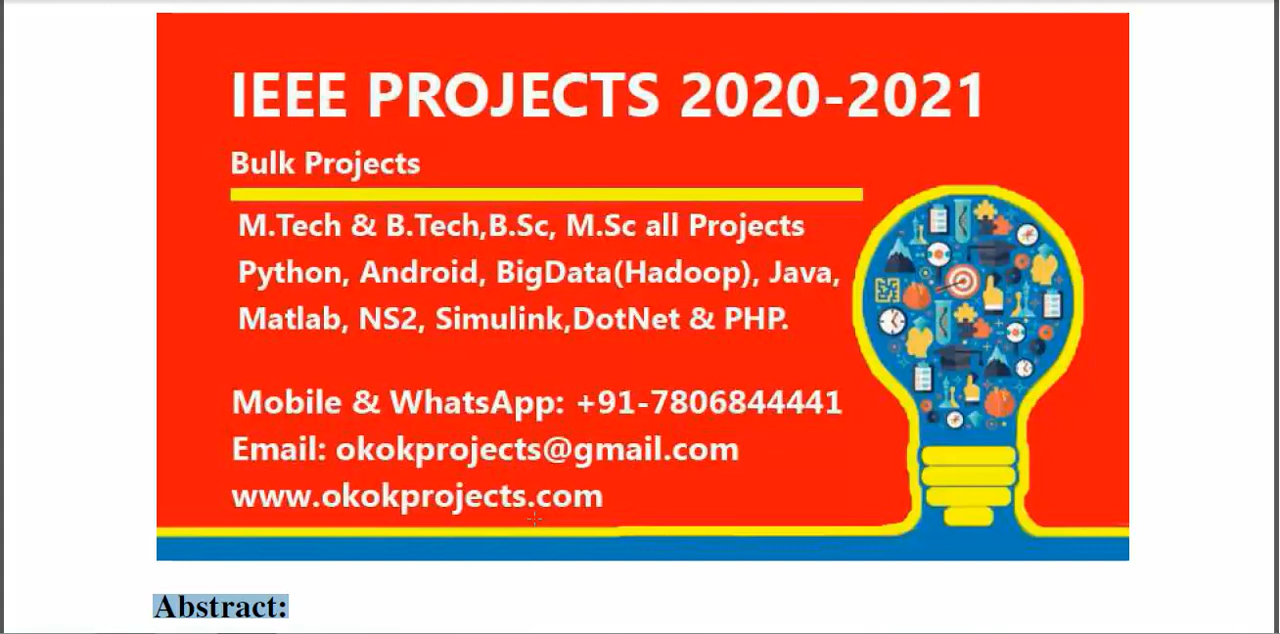 IEEE PROJECTS 2020-2021
Bulk Projects
M.Tech & B.Tech,B.Sc, M.Sc all Projects
Python, Android, BigData(Hadoop), Java,
Matlab, NS2, Simulink,DotNet & PHP.
Mobile & WhatsApp: +91-7806844441
Email: okokprojects@gmail.com
www.okokprojects.com
Abstract: